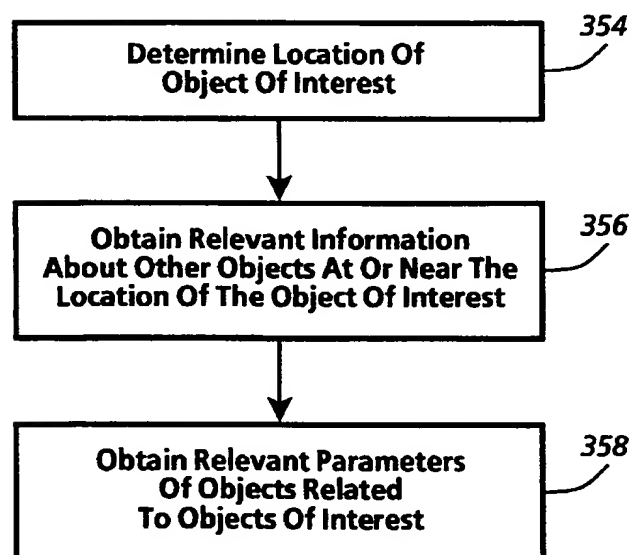 354
Determine Location Of
Object Of Interest
356
Obtain Relevant Information
About Other Objects At Or Near The
Location Of The Object Of Interest
358
Obtain Relevant Parameters
Of Objects Related
To Objects Of Interest